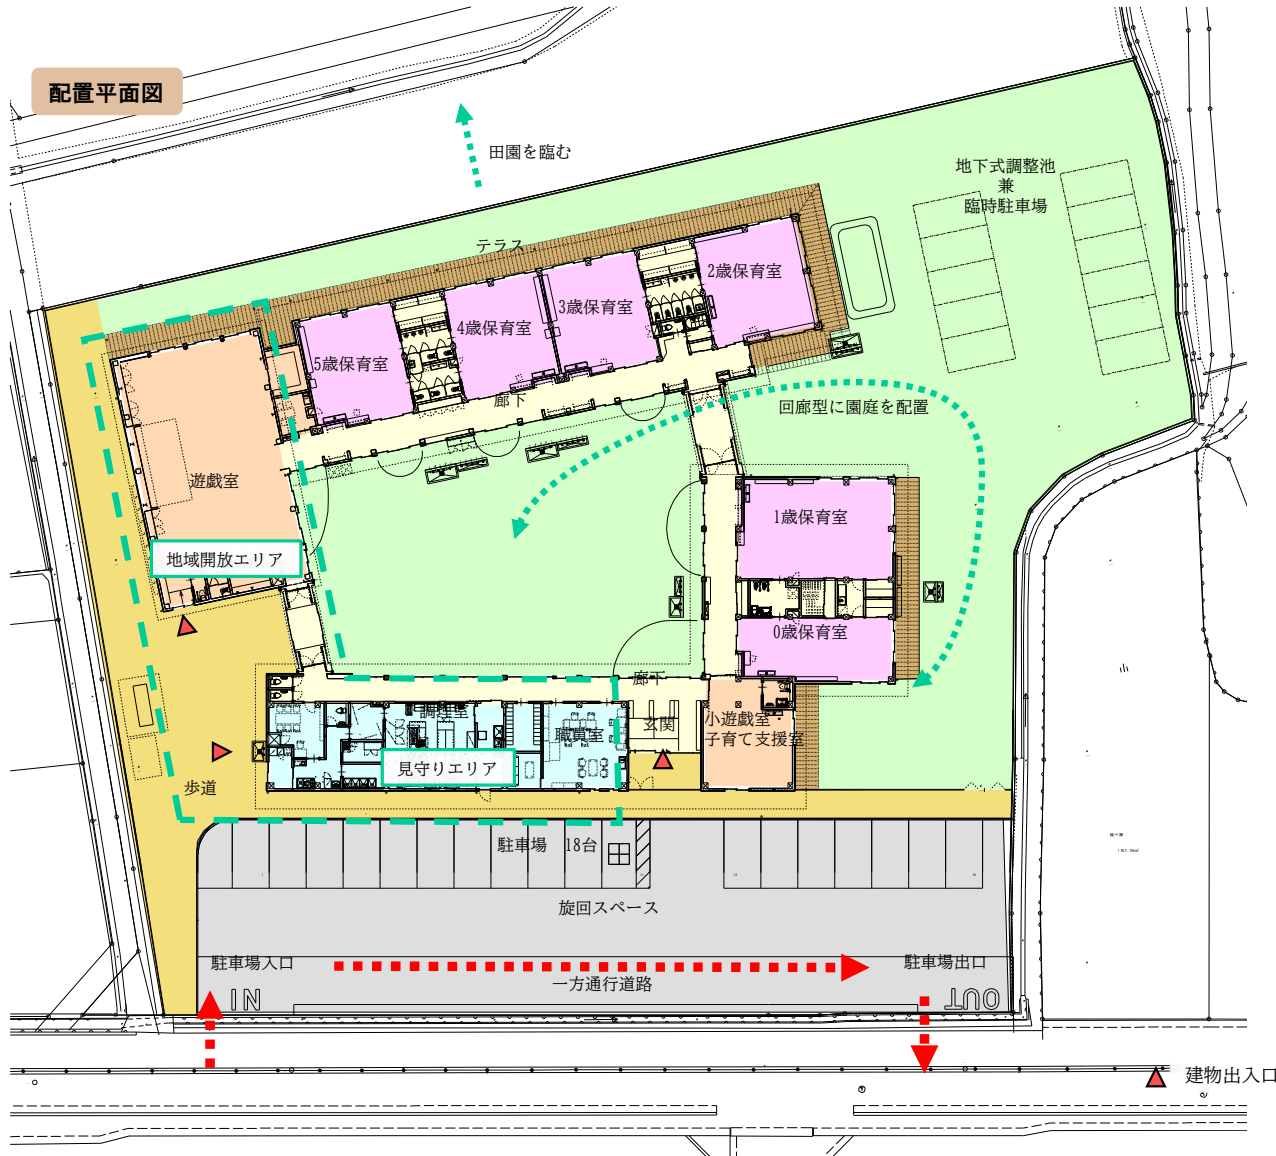 配置平面図
田園を臨む
地下式調整池
兼
臨時駐車場
テラス
2歳保育室
3歳保育室
4歳保育室
5歳保育室
廊下
回廊型に園庭を配置
遊戯室
1歳保育室
地域開放エリア
0歳保育室
廊下
調理室
職員室
玄関
小遊戯室・
子育て支援室
見守りエリア
歩道
駐車場 18台
旋回スペース
駐車場入口
駐車場出口
一方通行道路
IN
OUT
建物出入口